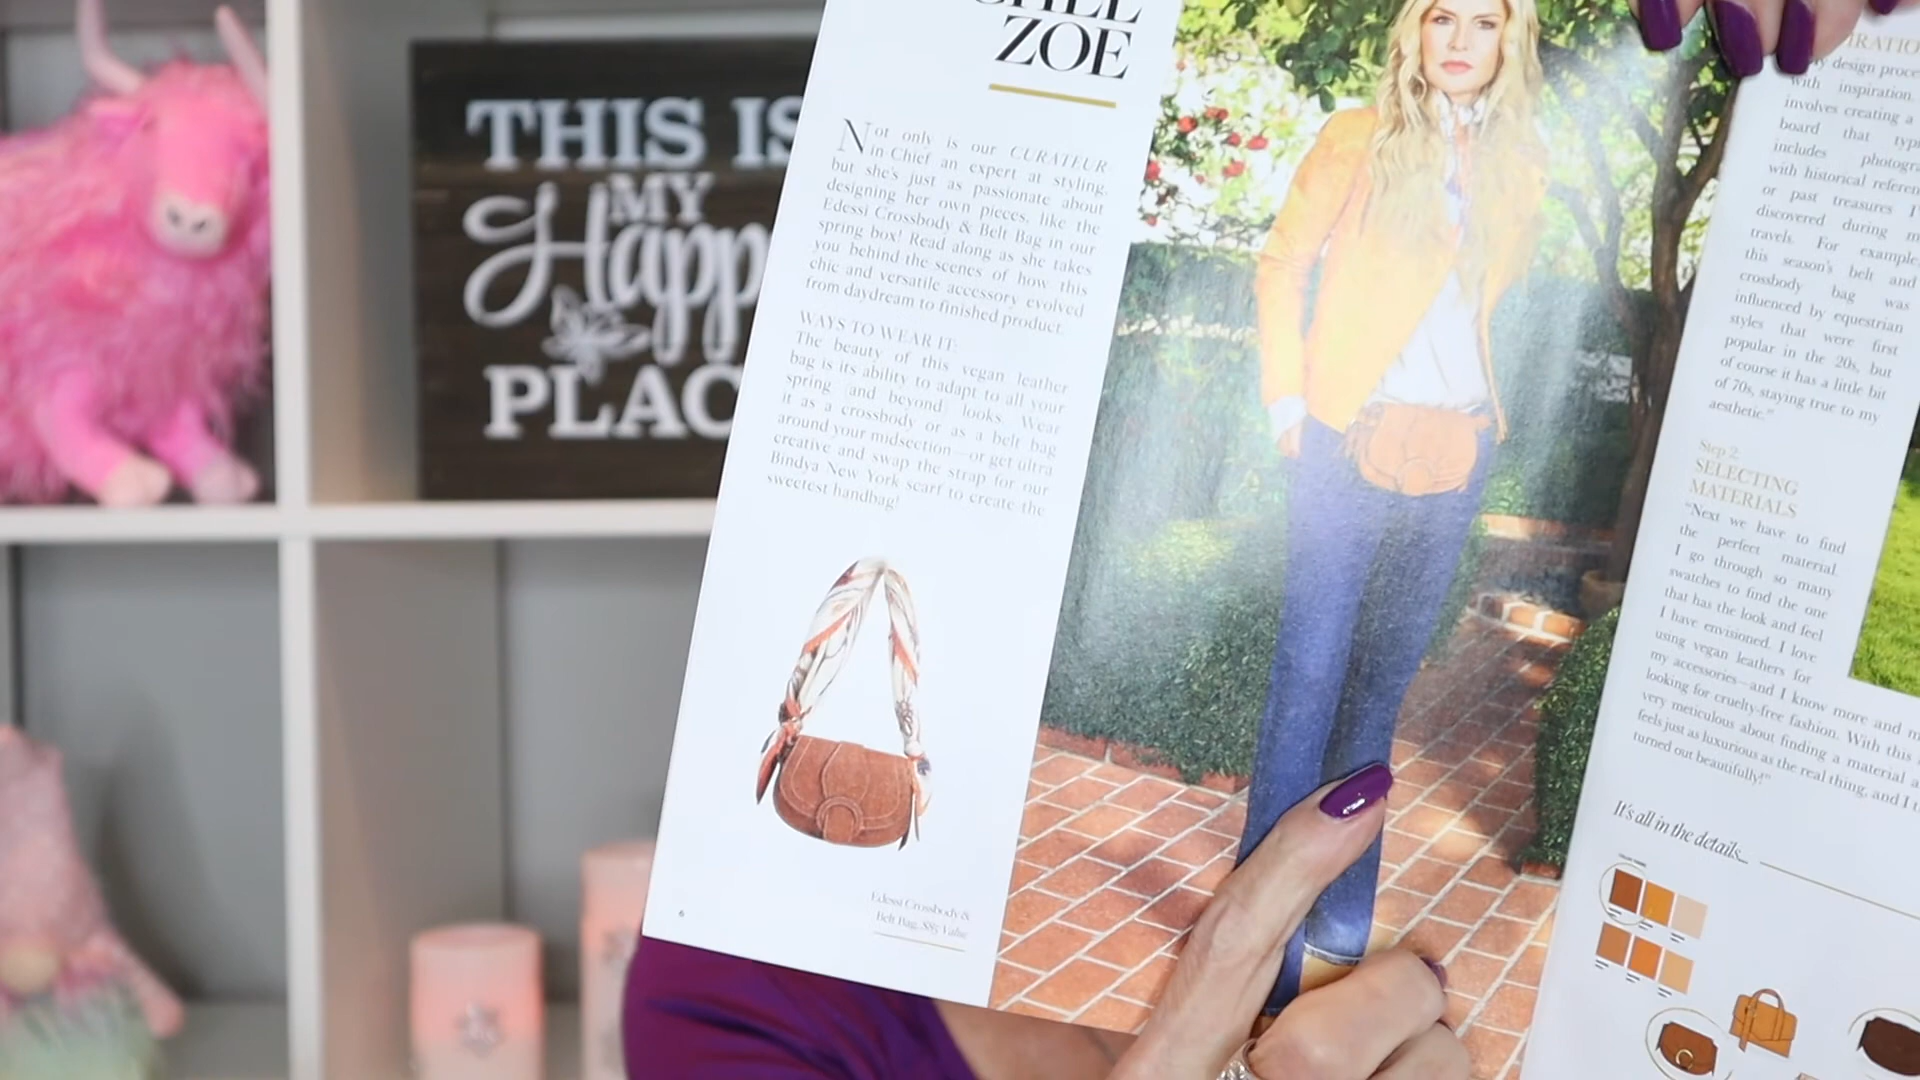 THIS IS
MY
Happ
PLAC
ZOE
Not only is our CURATEUR
in Chief an expert at styling,
but she's just as passionate about
designing her own pieces, like the
Edessi Crossbody & Belt Bag in our
spring box! Read along as she takes
you behind the scenes of how this
chic and versatile accessory evolved
from daydream to finished product.
WAYS TO WEAR IT:
The beauty of this vegan leather
bag is its ability to adapt to all your
spring (and beyond) looks. Wear
it as a crossbody or as a belt bag
around your midsection—or get ultra
creative and swap the strap for our
Bindya New York scarf to create the
sweetest handbag!
Edessi Crossbody &
Belt Bag, $85 Value
6
design proce
with inspiration.
involves creating a
board that typi
includes photogra
with historical referen
or past treasures I'
discovered during m
travels. For example,
this season's belt and
crossbody bag was
influenced by equestrian
styles that were first
popular in the 20s, but
of course it has a little bit
of 70s, staying true to my
aesthetic."
Step 2:
SELECTING
MATERIALS
"Next we have to find
the perfect material.
I go through so many
swatches to find the one
that has the look and feel
I have envisioned. I love
using vegan leathers for
my accessories—and I know more and m
looking for cruelty-free fashion. With this
very meticulous about finding a material
feels just as luxurious as the real thing, and I t
turned out beautifully!"
It's all in the details...